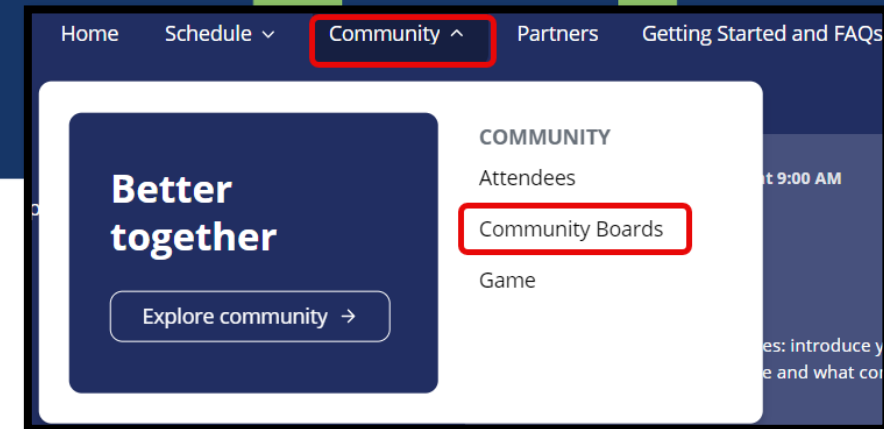 Home Schedule Community Partners Getting Started and FAQs
COMMUNITY
Better
together
Attendees
Community Boards
Game
Explore community →
at 9:00 AM
es: introduce y
e and what cor